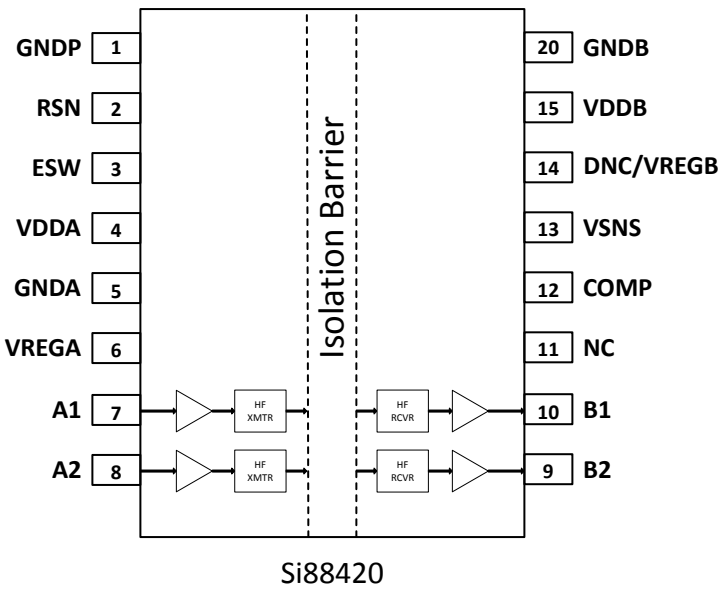 GNDP 1
RSN 2
ESW 3
VDDA 4
GNDA 5
VREGA 6
A1 7
A2 8
HF
XMTR
HF
XMTR
Isolation Barrier
HF
RCVR
HF
RCVR
20 GNDB
15 VDDB
14 DNC/VREGB
13 VSNS
12 COMP
11 NC
10 B1
9 B2
Si88420